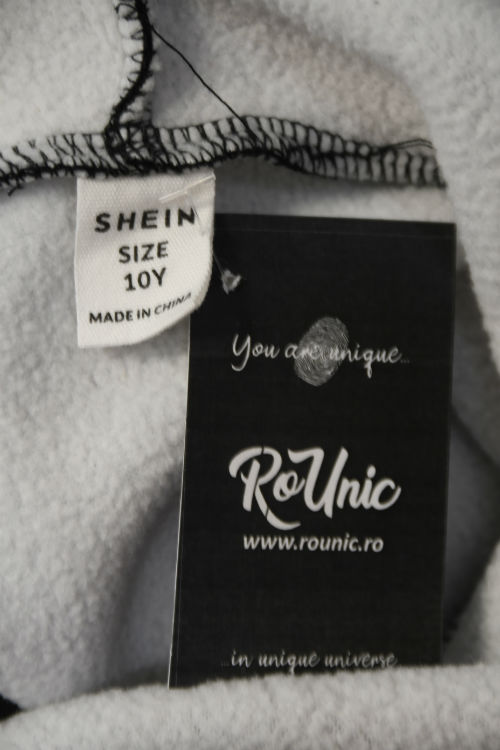 SHEIN
SIZE
10Y
MADE IN CHINA
You are unique...
RoUnic
www.rounic.ro
...in unique universe